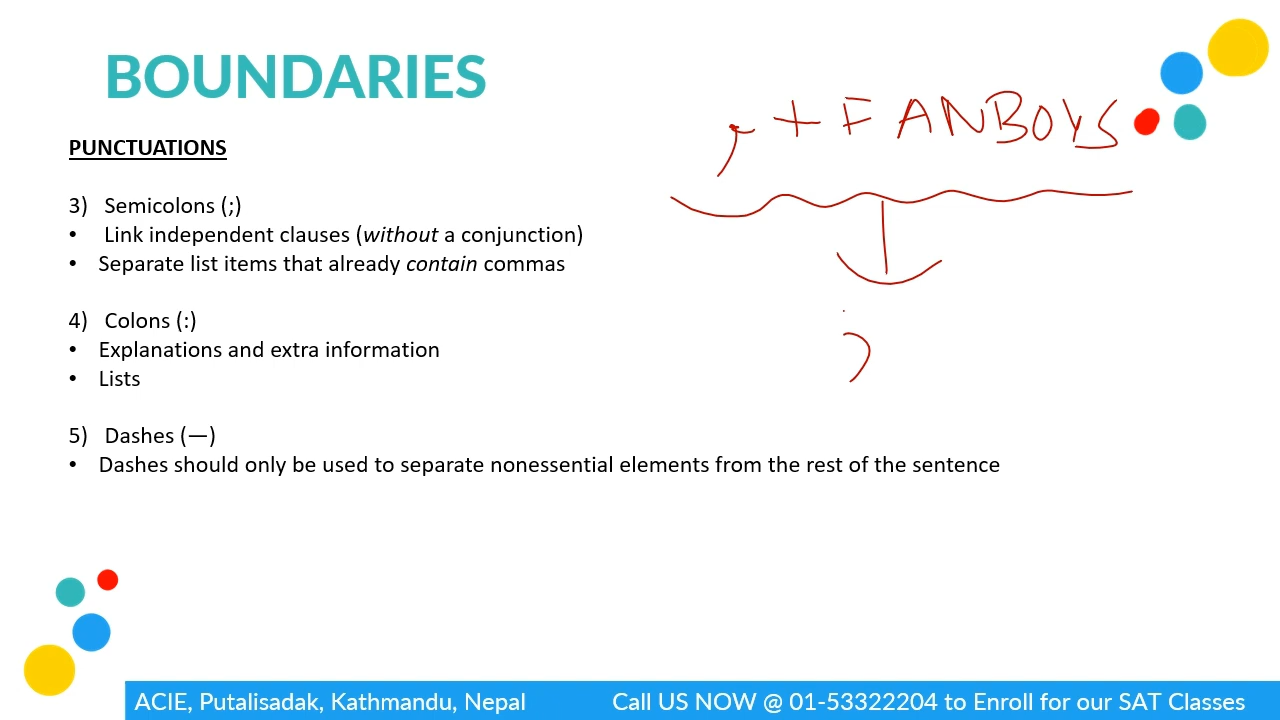 BOUNDARIES
, + FANBOYS
PUNCTUATIONS
3) Semicolons (;)
• Link independent clauses (without a conjunction)
• Separate list items that already contain commas
;
4) Colons (:)
• Explanations and extra information
• Lists
5) Dashes (—)
• Dashes should only be used to separate nonessential elements from the rest of the sentence
ACIE, Putalisadak, Kathmandu, Nepal
Call US NOW @ 01-53322204 to Enroll for our SAT Classes